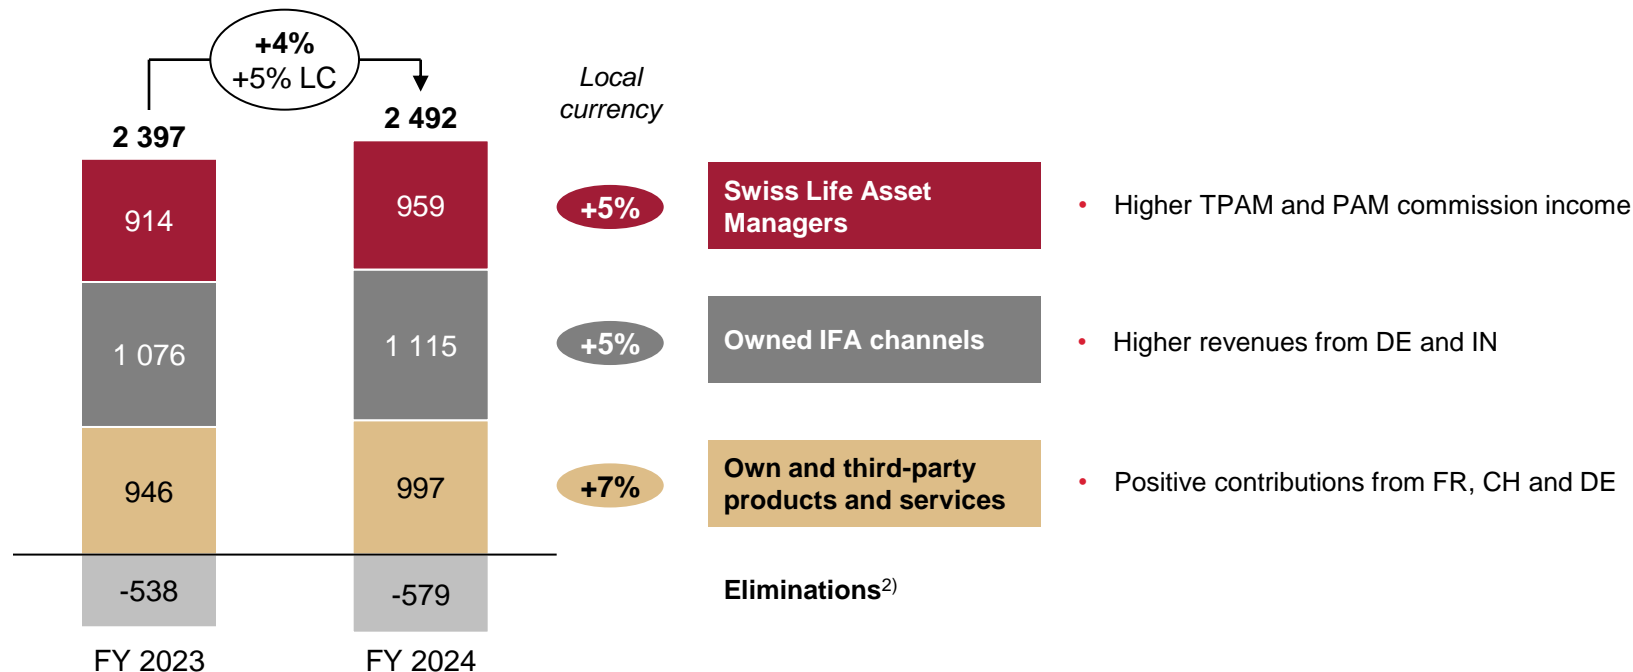 +4%
+5% LC
Local
currency
2 397
2 492
914
959
+5%
Swiss Life Asset
Managers
• Higher TPAM and PAM commission income
1 076
1 115
+5%
Owned IFA channels
• Higher revenues from DE and IN
946
997
+7%
Own and third-party
products and services
• Positive contributions from FR, CH and DE
-538
-579
Eliminations2)
FY 2023
FY 2024